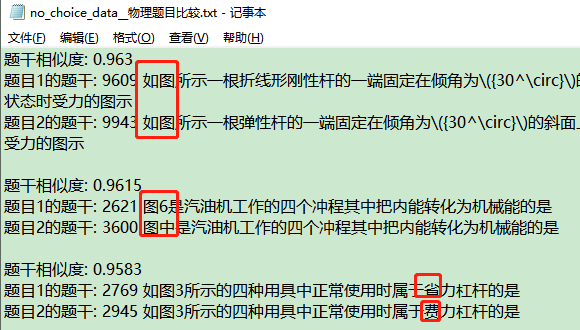 no_choice_data__物理题目比较.txt - 记事本
文件(F) 编辑(E) 格式(O) 查看(V) 帮助(H)
题干相似度: 0.963
题目1的题干: 9609 如图所示一根折线形刚性杆的一端固定在倾角为\({30^\circ}\)的
状态时受力的图示
题目2的题干: 9943 如图所示一根弹性杆的一端固定在倾角为\({30^\circ}\)的斜面上
受力的图示
题干相似度: 0.9615
题目1的题干: 2621 图6是汽油机工作的四个冲程其中把内能转化为机械能的是
题目2的题干: 3600 图中是汽油机工作的四个冲程其中把内能转化为机械能的是
题干相似度: 0.9583
题目1的题干: 2769 如图3所示的四种用具中正常使用时属于省力杠杆的是
题目2的题干: 2945 如图3所示的四种用具中正常使用时属于费力杠杆的是